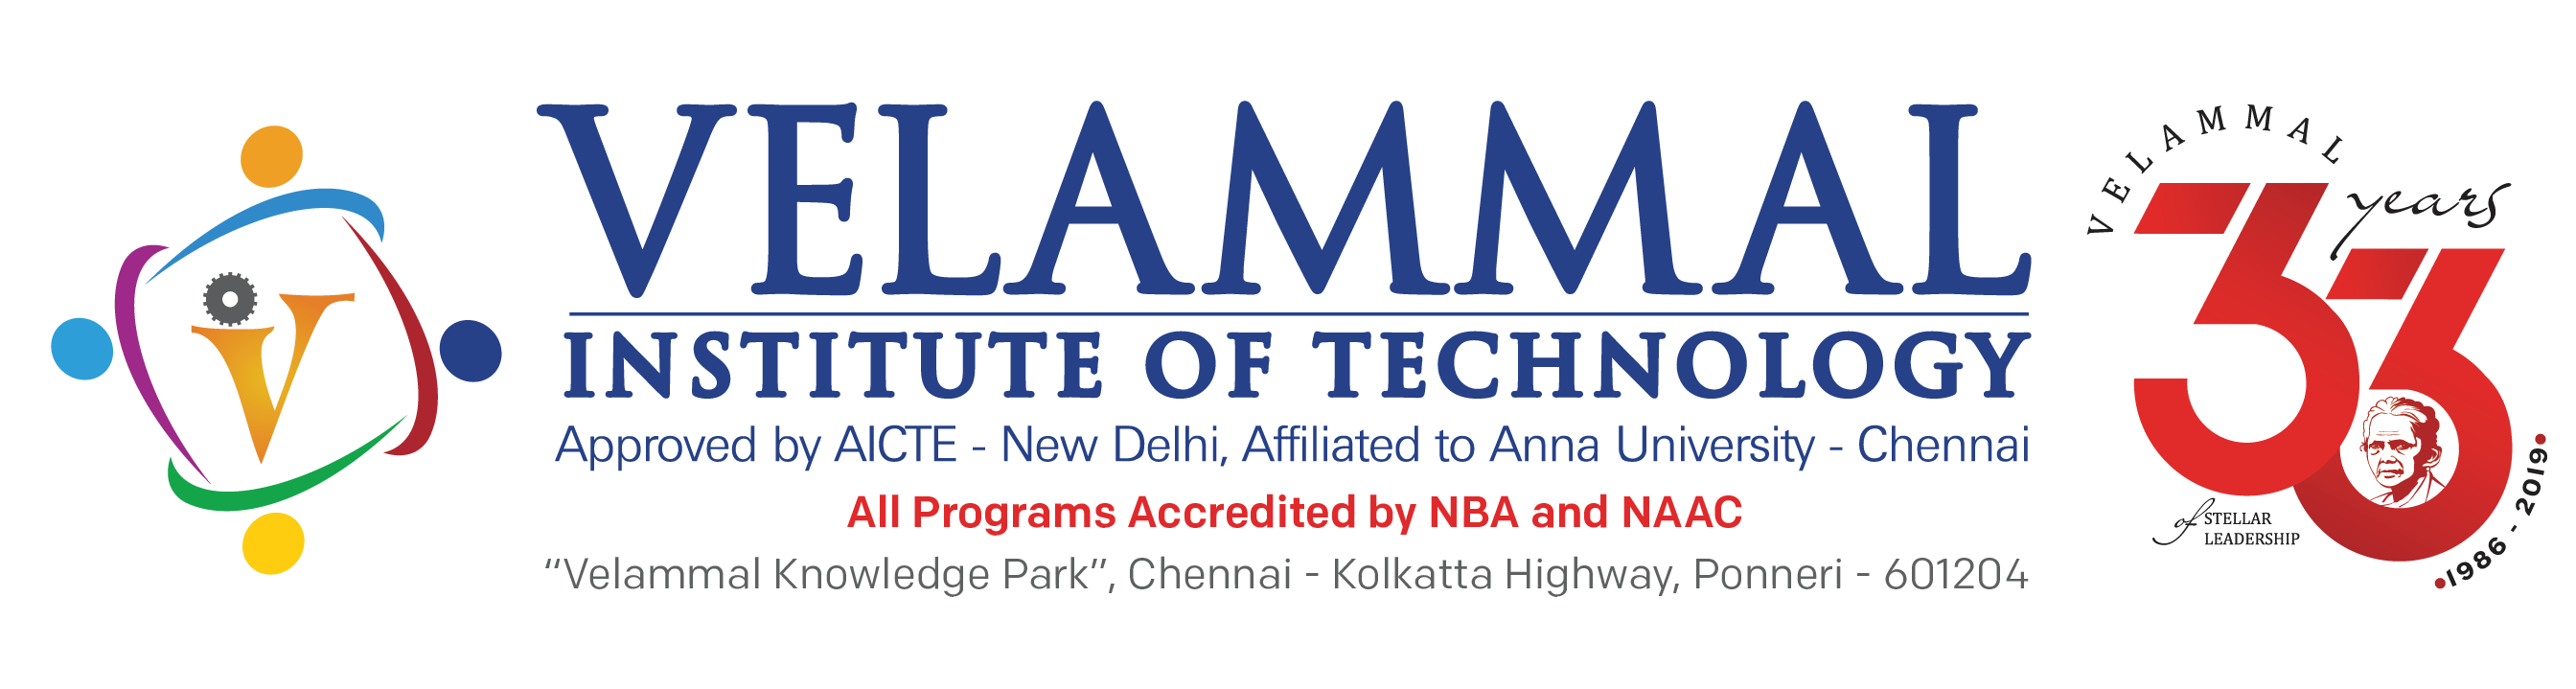 VELAMMAL
INSTITUTE OF TECHNOLOGY
Approved by AICTE - New Delhi, Affiliated to Anna University - Chennai
All Programs Accredited by NBA and NAAC
“Velammal Knowledge Park”, Chennai - Kolkatta Highway, Ponneri - 601204
V
VELAMMAL
33 years
of STELLAR
LEADERSHIP
1986 - 2019